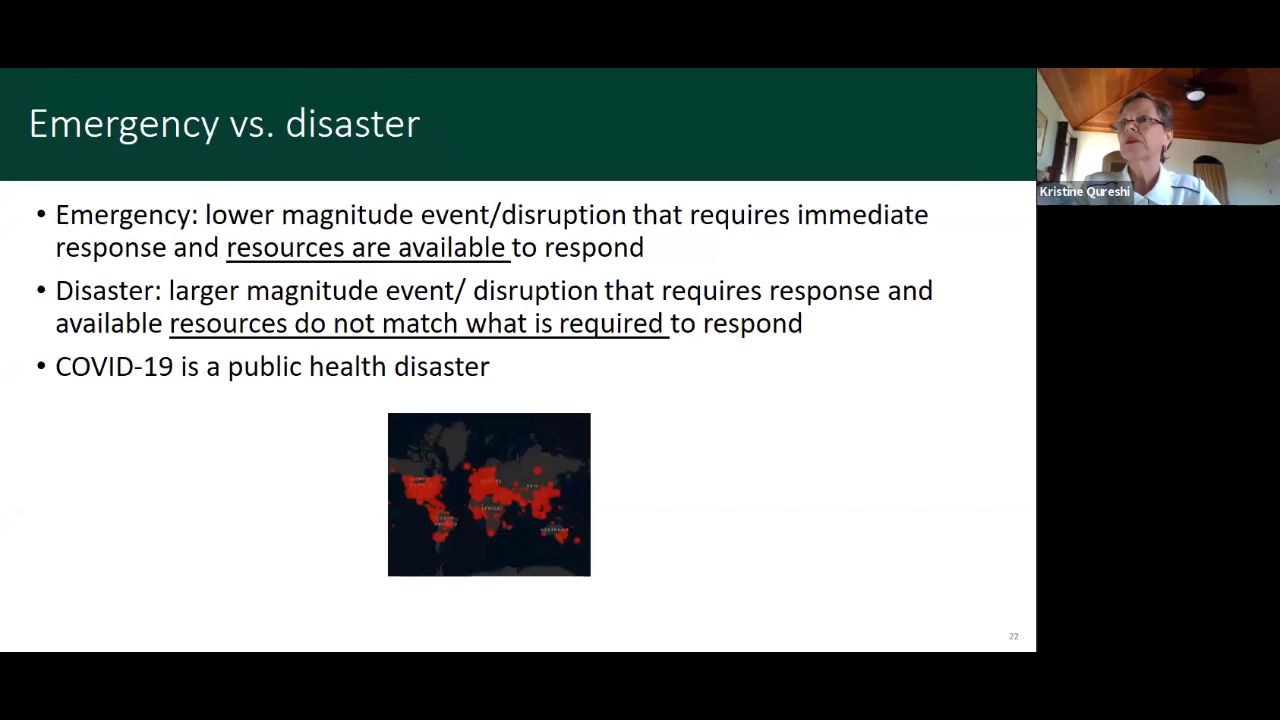 Emergency vs. disaster
• Emergency: lower magnitude event/disruption that requires immediate
response and resources are available to respond
• Disaster: larger magnitude event/ disruption that requires response and
available resources do not match what is required to respond
• COVID-19 is a public health disaster
AFRICA
ASIA
22
Kristine Qureshi